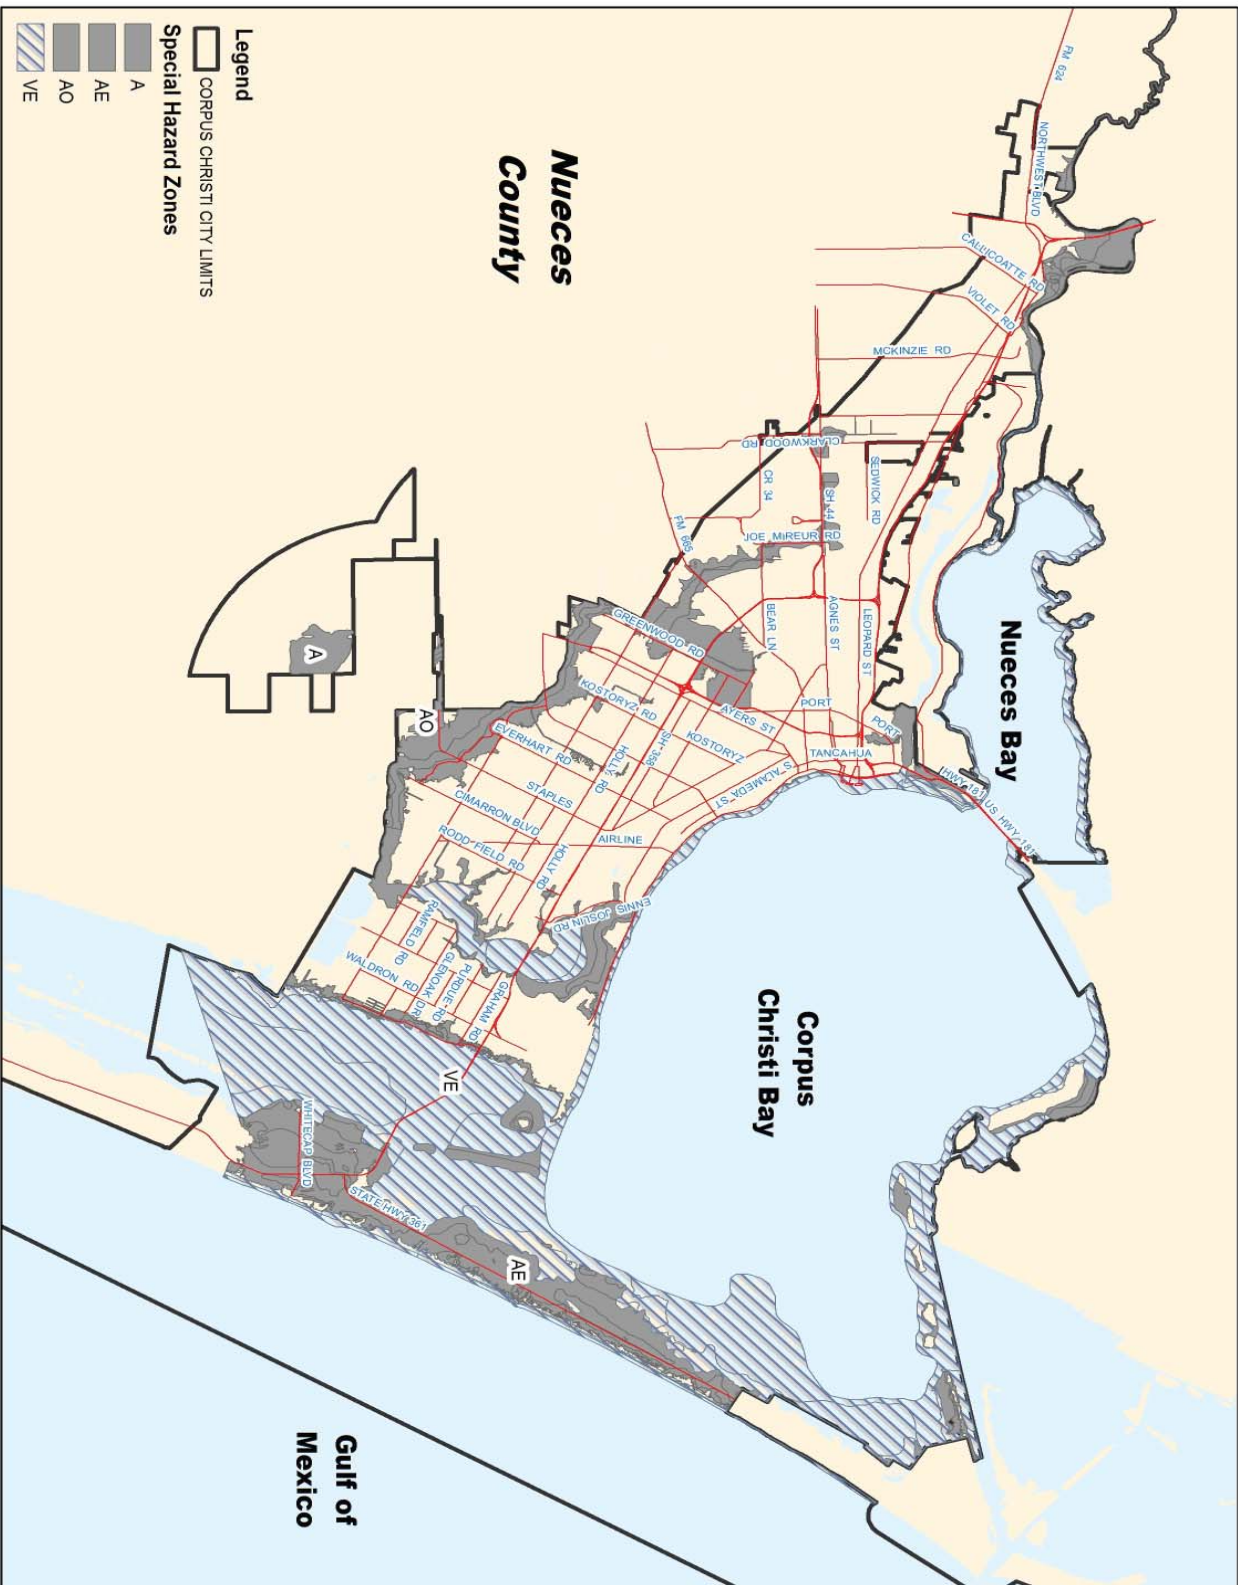 FM 624
NORTHWEST BLVD
CALLICOATTE RD
VIOLET RD
MCKINZIE RD
CLARKWOOD RD
SEDWICK RD
CR 34
SH 44
JOE MIREUR RD
FM 665
BEAR LN
AGNES ST
LEOPARD ST
GREENWOOD RD
KOSTORYZ RD
AYERS ST
PORT
PORT
KOSTORYZ
SH 358
HOLLY RD
EVERHART RD
TANCAHUA
S ALAMEDA ST
STAPLES
CIMARRON BLVD
AIRLINE
RODD FIELD RD
HOLLY RD
ENNIS JOSLIN RD
HWY 181
US HWY 181
RAMFIELD RD
WALDRON RD
GLENOAK DR
PURDUE RD
GRAHAM RD
WHITECAP BLVD
STATE HWY 361
Nueces Bay
Corpus
Christi Bay
Nueces
County
Gulf of
Mexico
A
AO
VE
AE
Legend
CORPUS CHRISTI CITY LIMITS
Special Hazard Zones
A
AE
AO
VE